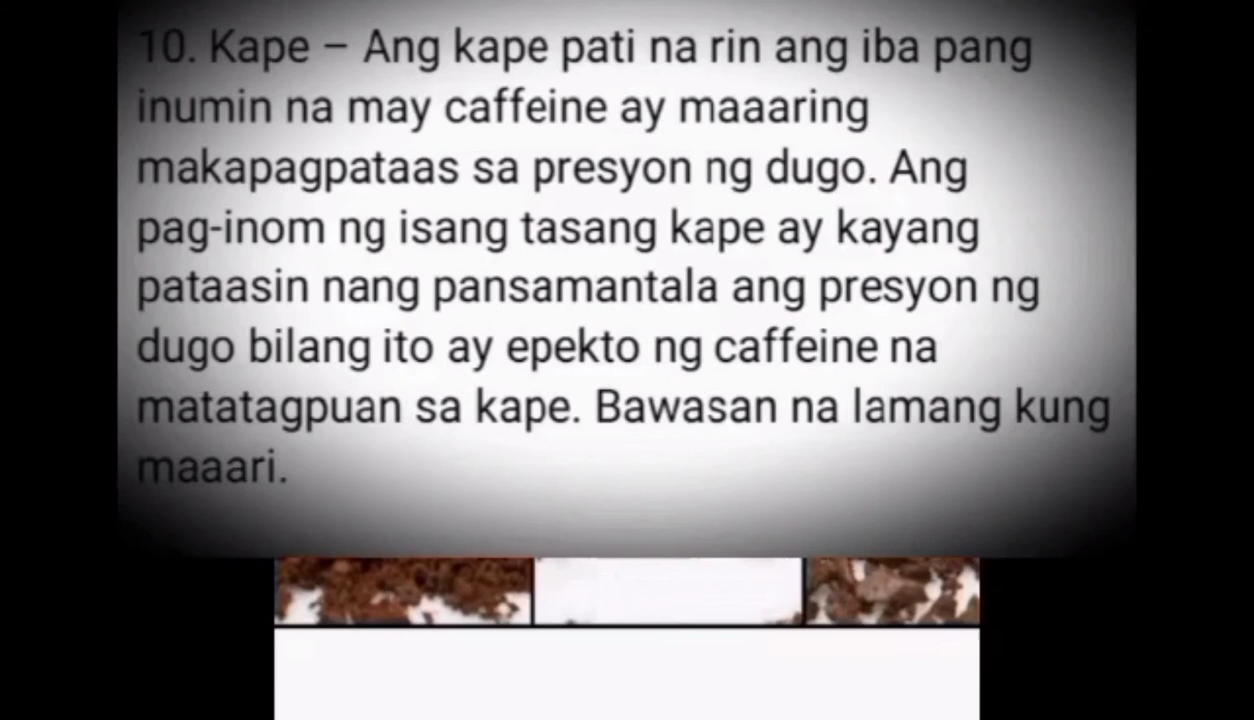 10. Kape – Ang kape pati na rin ang iba pang
inumin na may caffeine ay maaaring
makapagpataas sa presyon ng dugo. Ang
pag-inom ng isang tasang kape ay kayang
pataasin nang pansamantala ang presyon ng
dugo bilang ito ay epekto ng caffeine na
matatagpuan sa kape. Bawasan na lamang kung
maaari.